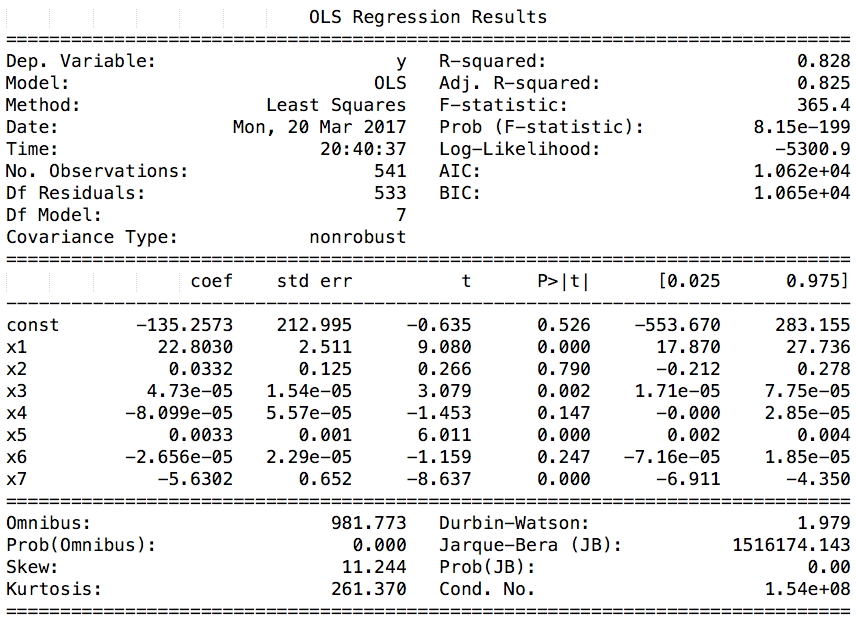 OLS Regression Results
==============================================================================
Dep. Variable:                      y   R-squared:                       0.828
Model:                            OLS   Adj. R-squared:                  0.825
Method:                 Least Squares   F-statistic:                     365.4
Date:                Mon, 20 Mar 2017   Prob (F-statistic):          8.15e-199
Time:                        20:40:37   Log-Likelihood:                -5300.9
No. Observations:                 541   AIC:                         1.062e+04
Df Residuals:                     533   BIC:                         1.065e+04
Df Model:                           7
Covariance Type:            nonrobust
==============================================================================
                 coef    std err          t      P>|t|      [0.025      0.975]
------------------------------------------------------------------------------
const       -135.2573    212.995     -0.635      0.526    -553.670     283.155
x1            22.8030      2.511      9.080      0.000      17.870      27.736
x2             0.0332      0.125      0.266      0.790      -0.212       0.278
x3           4.73e-05   1.54e-05      3.079      0.002    1.71e-05    7.75e-05
x4         -8.099e-05   5.57e-05     -1.453      0.147      -0.000    2.85e-05
x5             0.0033      0.001      6.011      0.000       0.002       0.004
x6         -2.656e-05   2.29e-05     -1.159      0.247   -7.16e-05    1.85e-05
x7            -5.6302      0.652     -8.637      0.000      -6.911      -4.350
==============================================================================
Omnibus:                      981.773   Durbin-Watson:                   1.979
Prob(Omnibus):                  0.000   Jarque-Bera (JB):          1516174.143
Skew:                          11.244   Prob(JB):                         0.00
Kurtosis:                     261.370   Cond. No.                     1.54e+08
==============================================================================